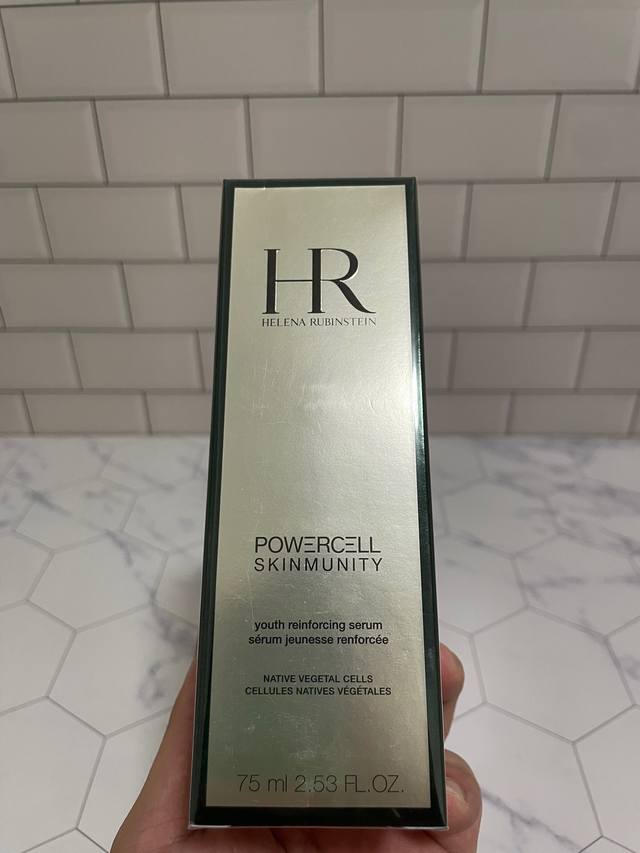 HR
HELENA RUBINSTEIN
POWERCELL
SKINMUNITY
youth reinforcing serum
sérum jeunesse renforcée
NATIVE VEGETAL CELLS
CELLULES NATIVES VÉGÉTALES
75 ml 2.53 FL.OZ.